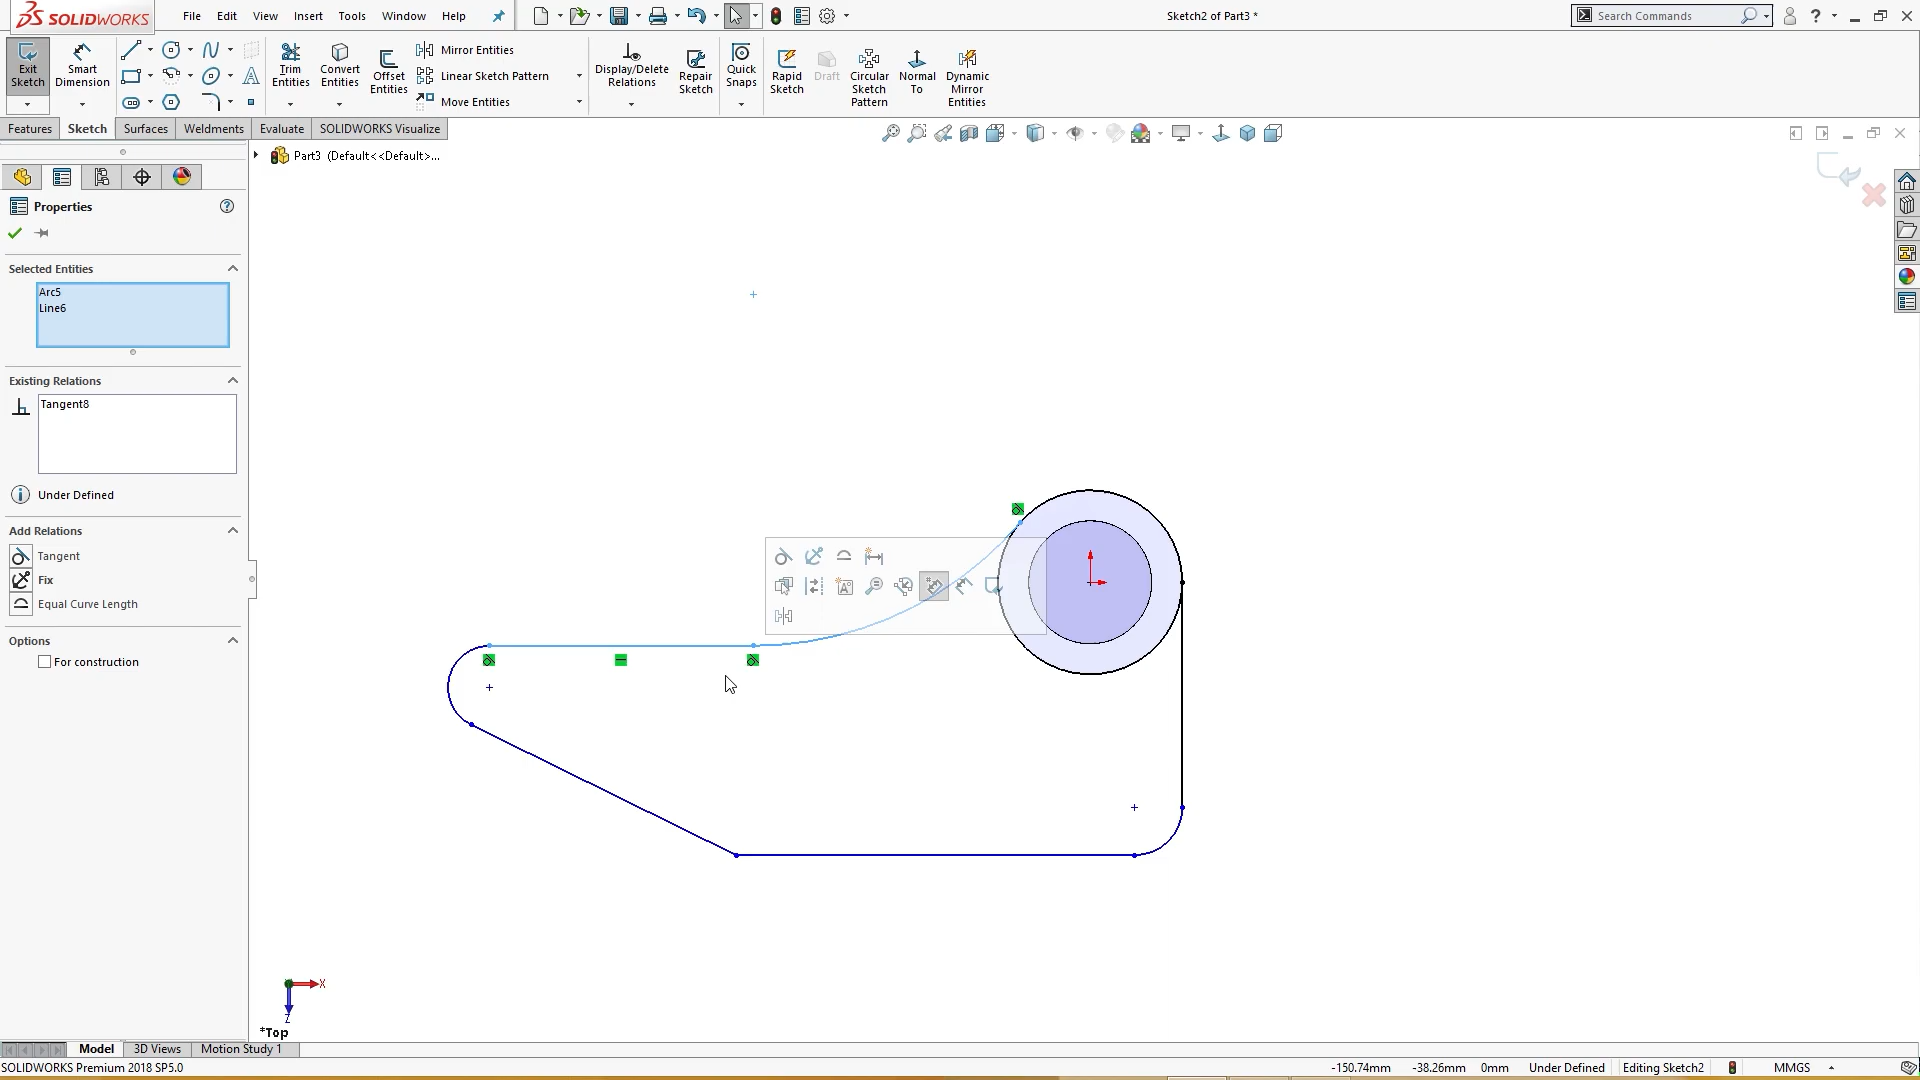 SOLIDWORKS
File Edit View Insert Tools Window Help
Sketch2 of Part3 *
Search Commands
Exit Sketch
Smart Dimension
Trim Entities
Convert Entities
Offset Entities
Mirror Entities
Linear Sketch Pattern
Move Entities
Display/Delete Relations
Repair Sketch
Quick Snaps
Rapid Sketch
Draft
Circular Sketch Pattern
Normal To
Dynamic Mirror Entities
Features Sketch Surfaces Weldments Evaluate SOLIDWORKS Visualize
Part3 (Default<<Default>...
Properties
Selected Entities
Arc5
Line6
Existing Relations
Tangent8
Under Defined
Add Relations
Tangent
Fix
Equal Curve Length
Options
For construction
X
Z
*Top
Model 3D Views Motion Study 1
SOLIDWORKS Premium 2018 SP5.0
-150.74mm -38.26mm 0mm Under Defined Editing Sketch2 MMGS